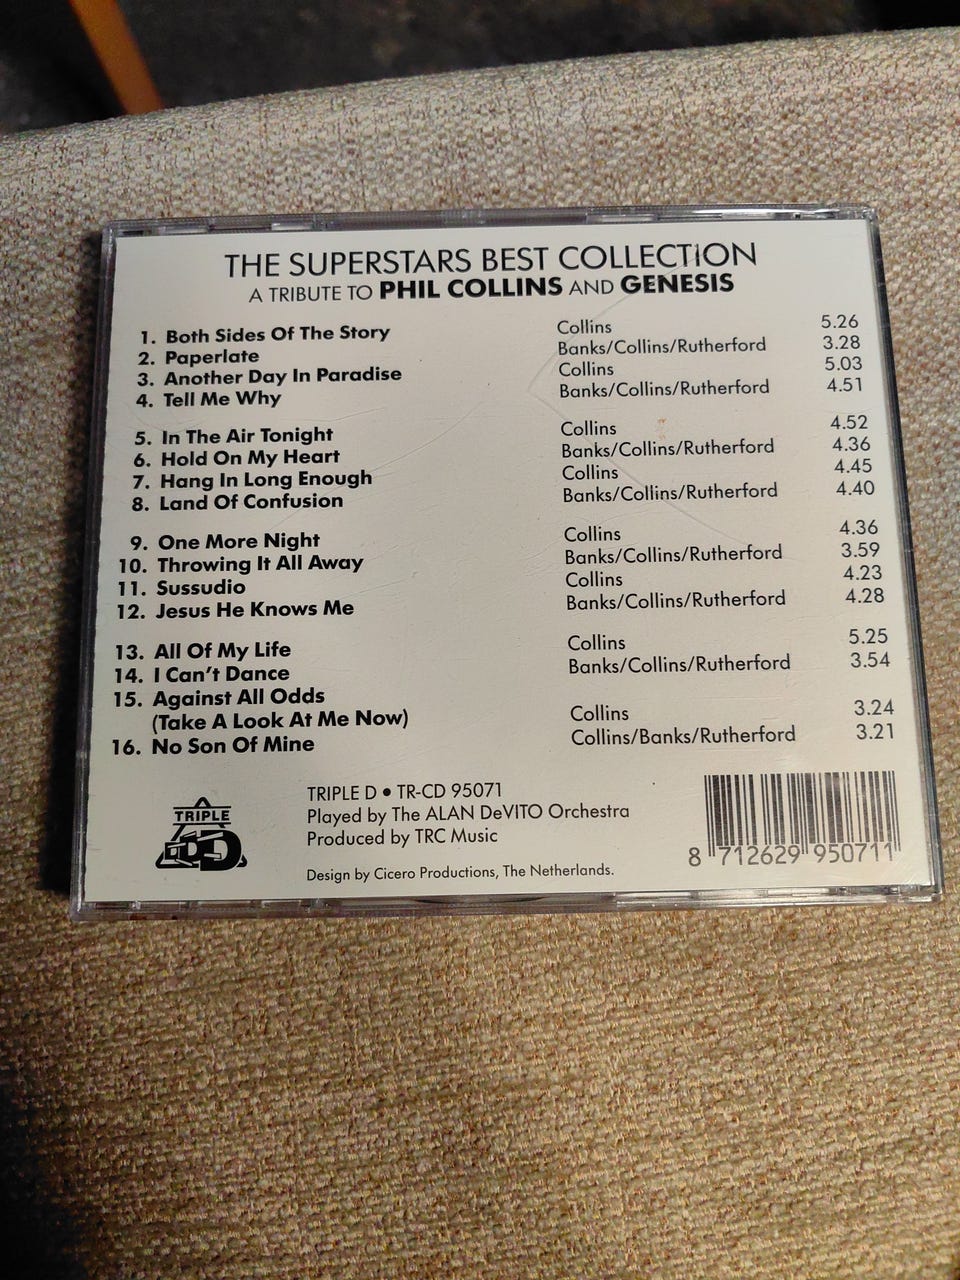 THE SUPERSTARS BEST COLLECTION
A TRIBUTE TO PHIL COLLINS AND GENESIS
1. Both Sides Of The Story Collins 5.26
2. Paperlate Banks/Collins/Rutherford 3.28
3. Another Day In Paradise Collins 5.03
4. Tell Me Why Banks/Collins/Rutherford 4.51
5. In The Air Tonight Collins 4.52
6. Hold On My Heart Banks/Collins/Rutherford 4.36
7. Hang In Long Enough Collins 4.45
8. Land Of Confusion Banks/Collins/Rutherford 4.40
9. One More Night Collins 4.36
10. Throwing It All Away Banks/Collins/Rutherford 3.59
11. Sussudio Collins 4.23
12. Jesus He Knows Me Banks/Collins/Rutherford 4.28
13. All Of My Life Collins 5.25
14. I Can't Dance Banks/Collins/Rutherford 3.54
15. Against All Odds
(Take A Look At Me Now) Collins 3.24
16. No Son Of Mine Collins/Banks/Rutherford 3.21
TRIPLE
D
TRIPLE D • TR-CD 95071
Played by The ALAN DeVITO Orchestra
Produced by TRC Music
Design by Cicero Productions, The Netherlands.
8 712629 950711